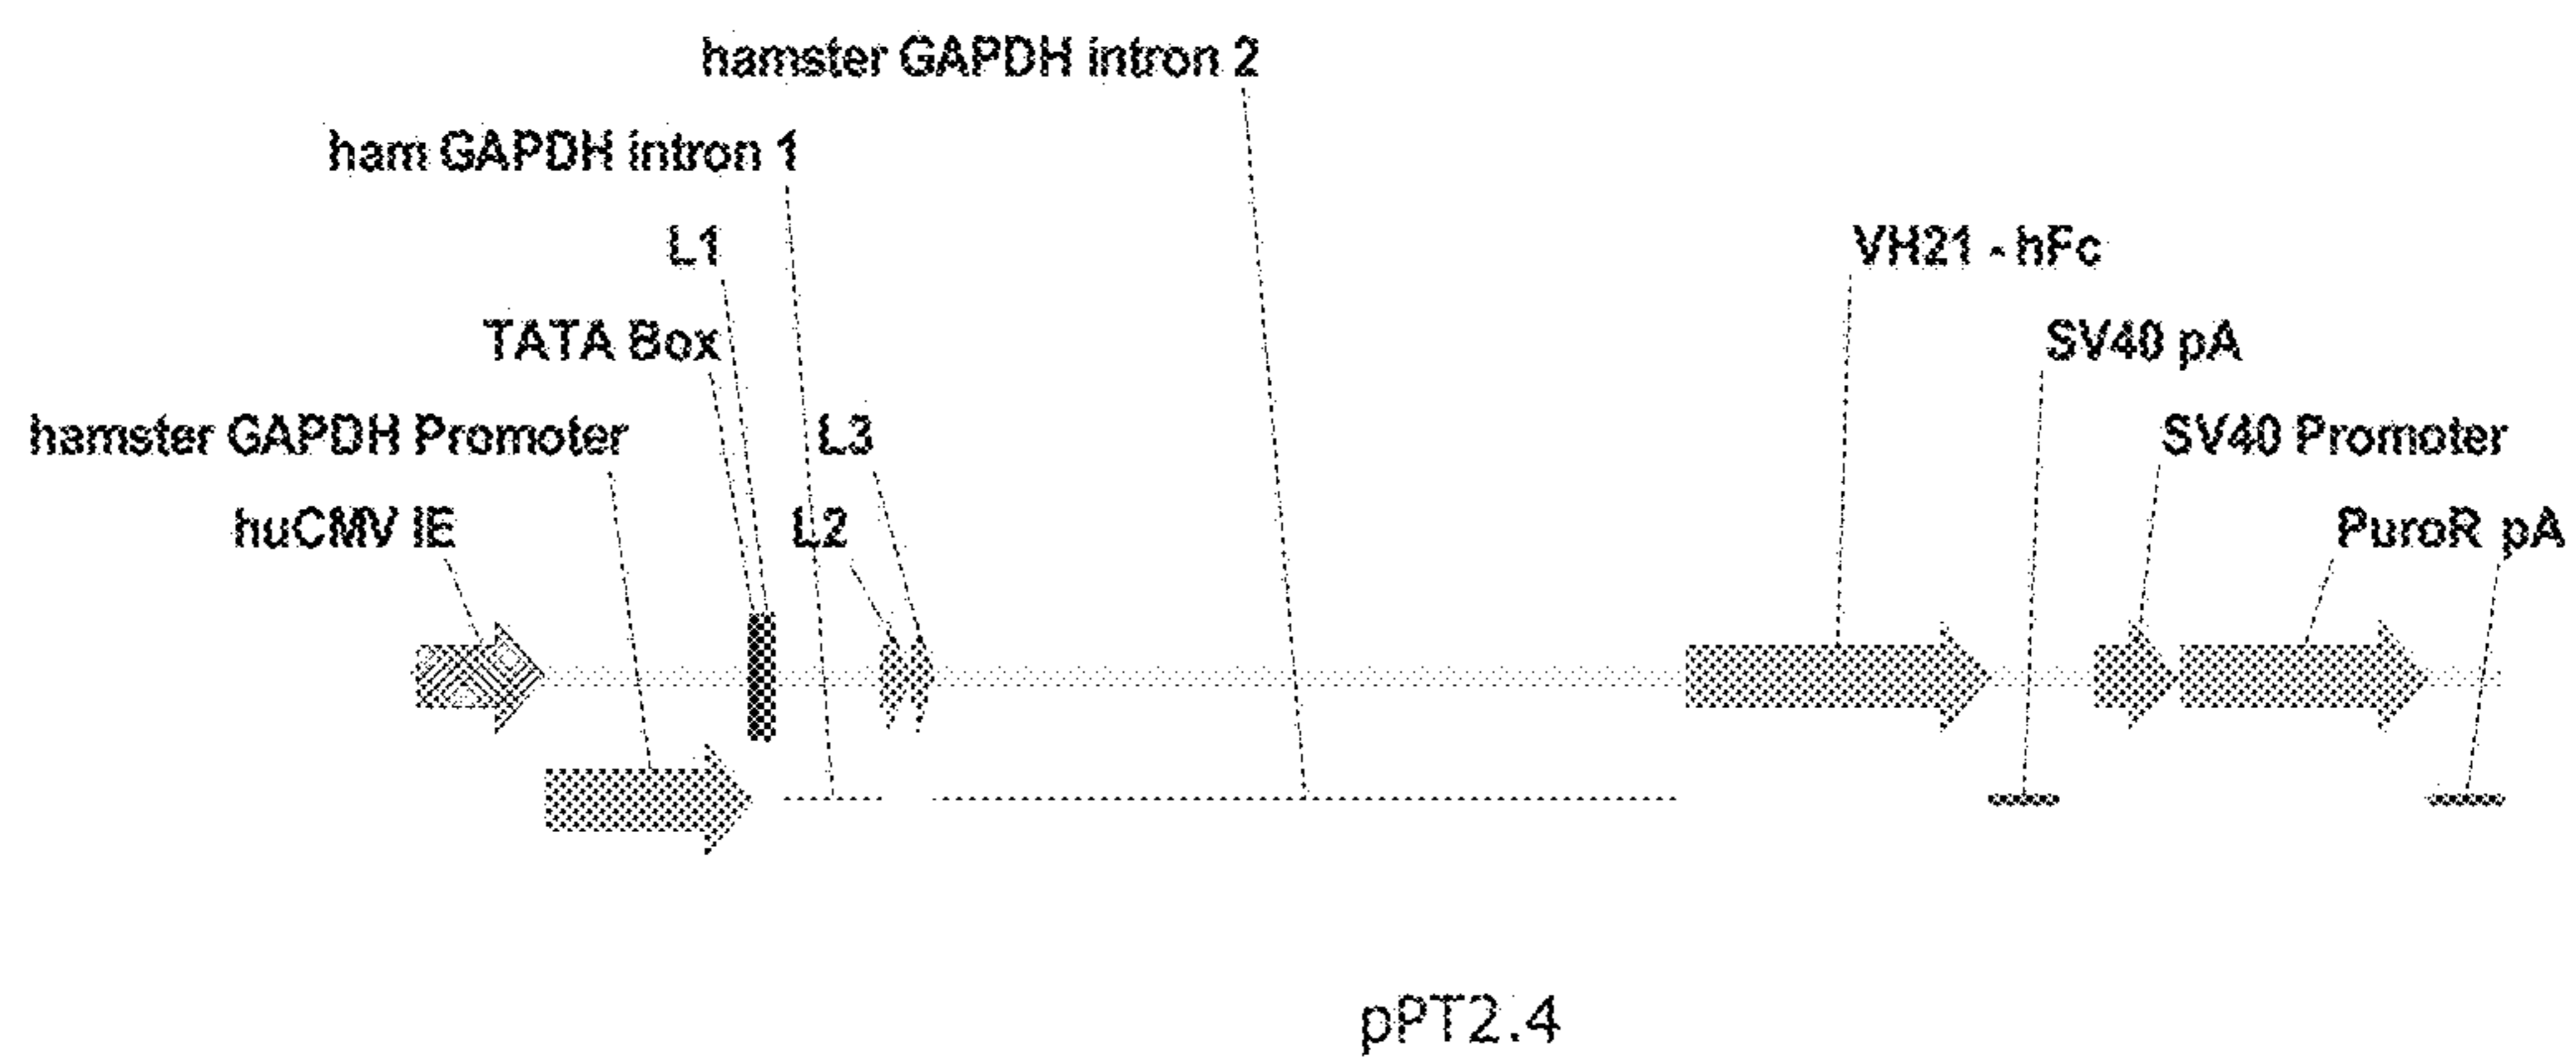 hamster GAPDH intron 2
ham GAPDH intron 1
L1
VH21 - hFc
TATA Box
SV40 pA
hamster GAPDH Promoter
L3
SV40 Promoter
huCMV IE
L2
PuroR pA
pPT2.4